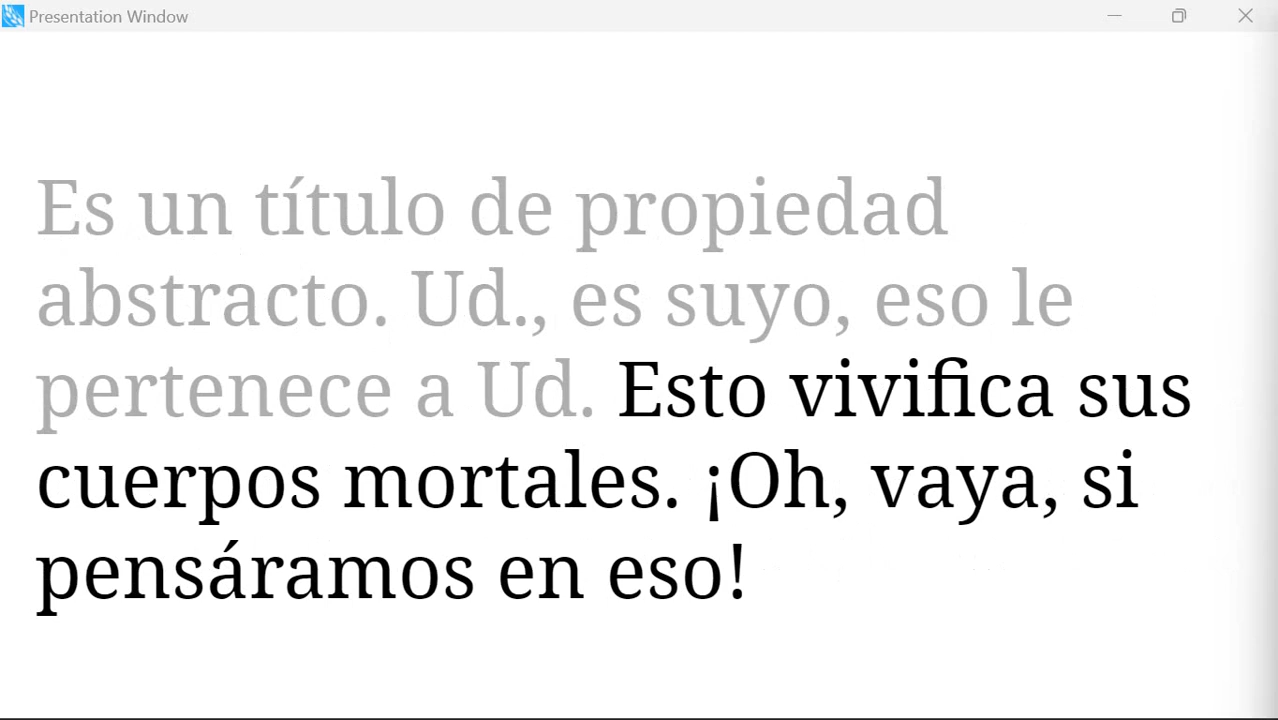 Presentation Window
Es un título de propiedad
abstracto. Ud., es suyo, eso le
pertenece a Ud. Esto vivifica sus
cuerpos mortales. ¡Oh, vaya, si
pensáramos en eso!